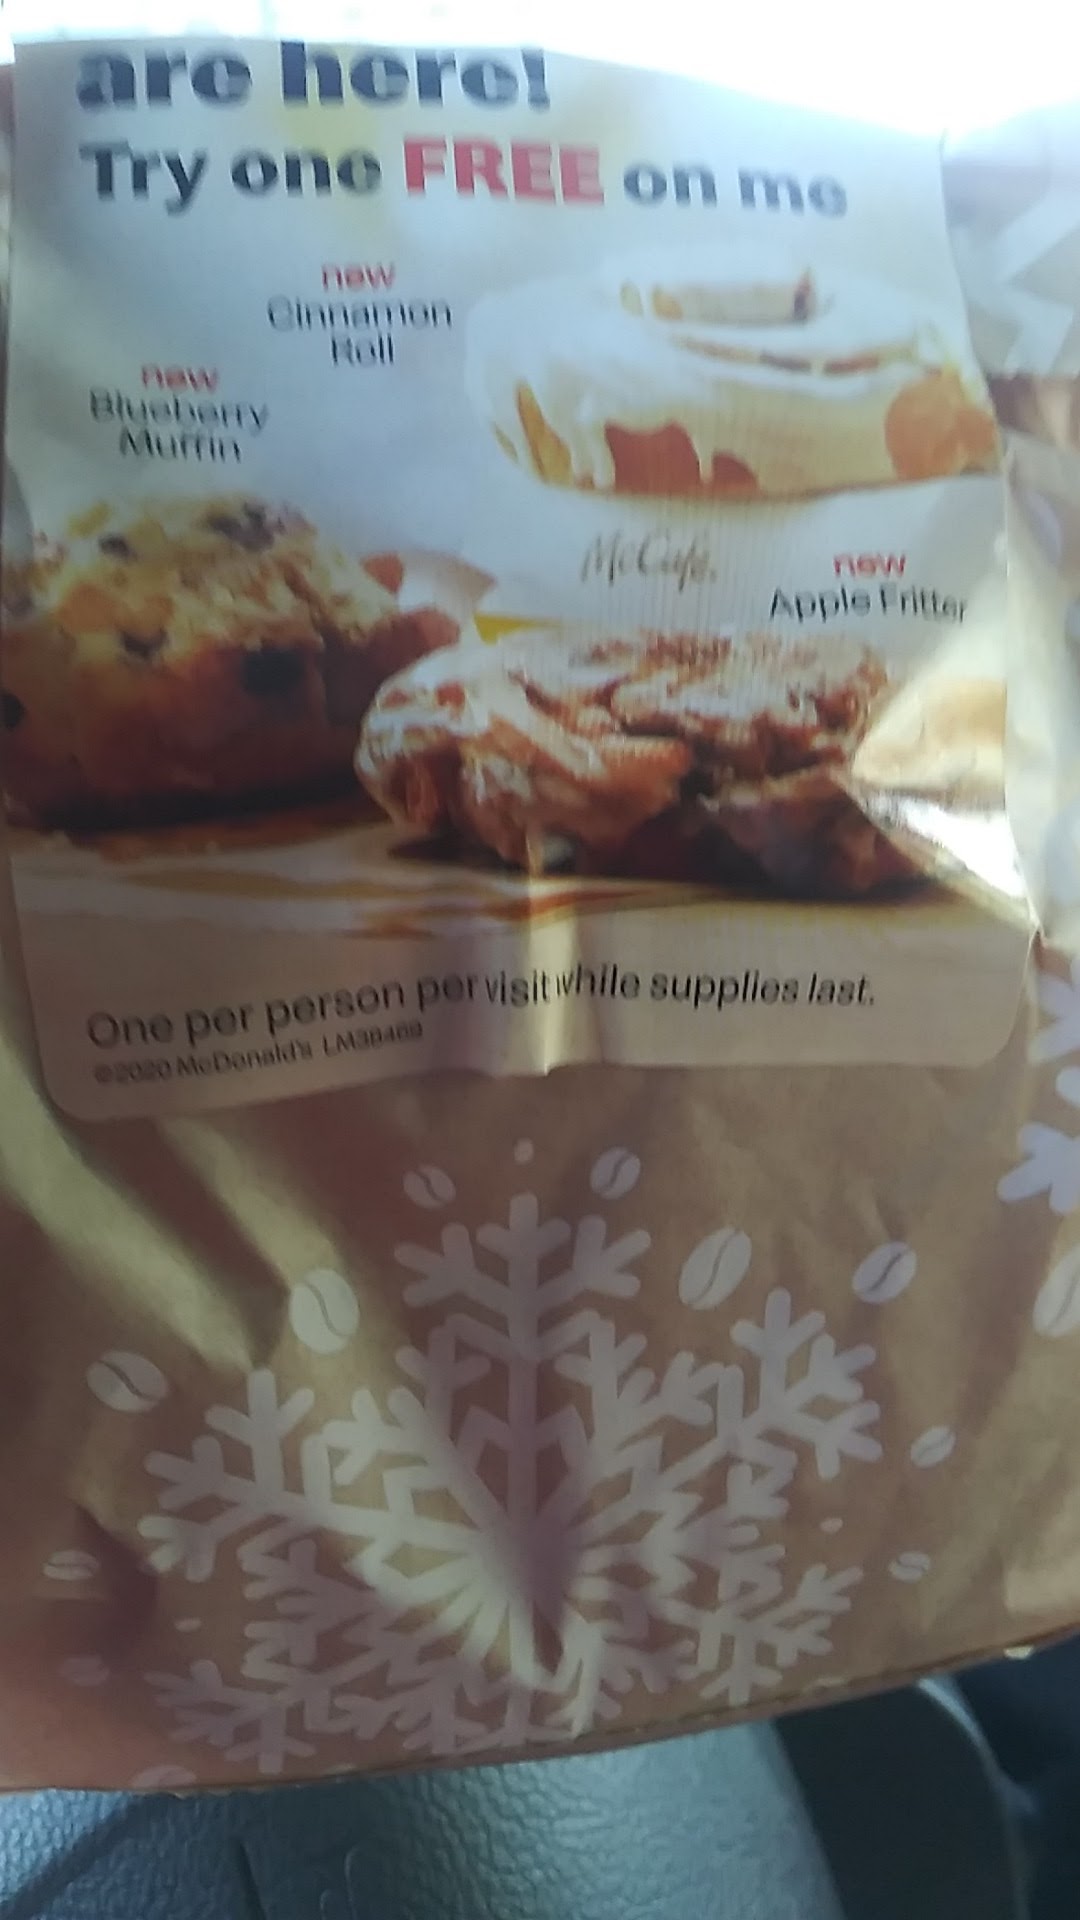 are here!
Try one FREE on me
new
Cinnamon
Roll
new
Blueberry
Muffin
McCafé.
new
Apple Fritter
One per person per visit while supplies last.
©2020 McDonald's